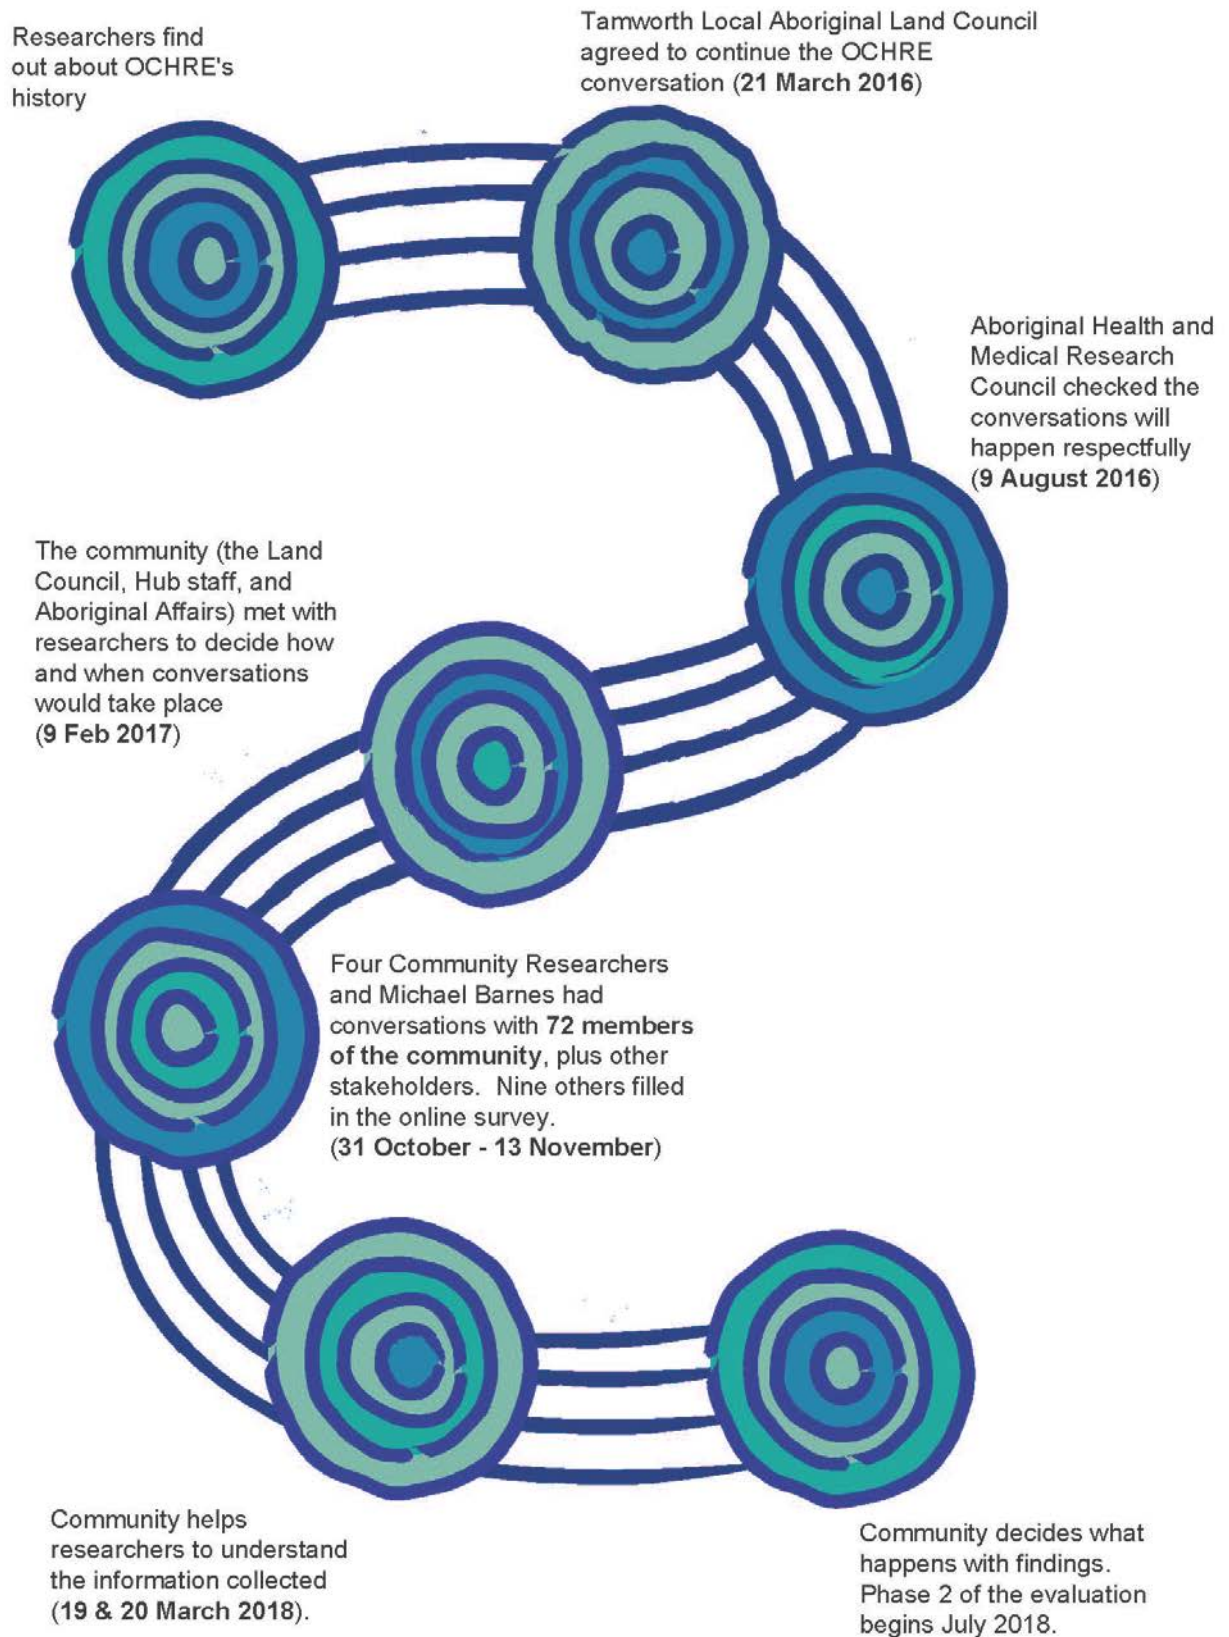 Researchers find
out about OCHRE's
history
Tamworth Local Aboriginal Land Council
agreed to continue the OCHRE
conversation (21 March 2016)
Aboriginal Health and
Medical Research
Council checked the
conversations will
happen respectfully
(9 August 2016)
The community (the Land
Council, Hub staff, and
Aboriginal Affairs) met with
researchers to decide how
and when conversations
would take place
(9 Feb 2017)
Four Community Researchers
and Michael Barnes had
conversations with 72 members
of the community, plus other
stakeholders. Nine others filled
in the online survey.
(31 October - 13 November)
Community helps
researchers to understand
the information collected
(19 & 20 March 2018).
Community decides what
happens with findings.
Phase 2 of the evaluation
begins July 2018.